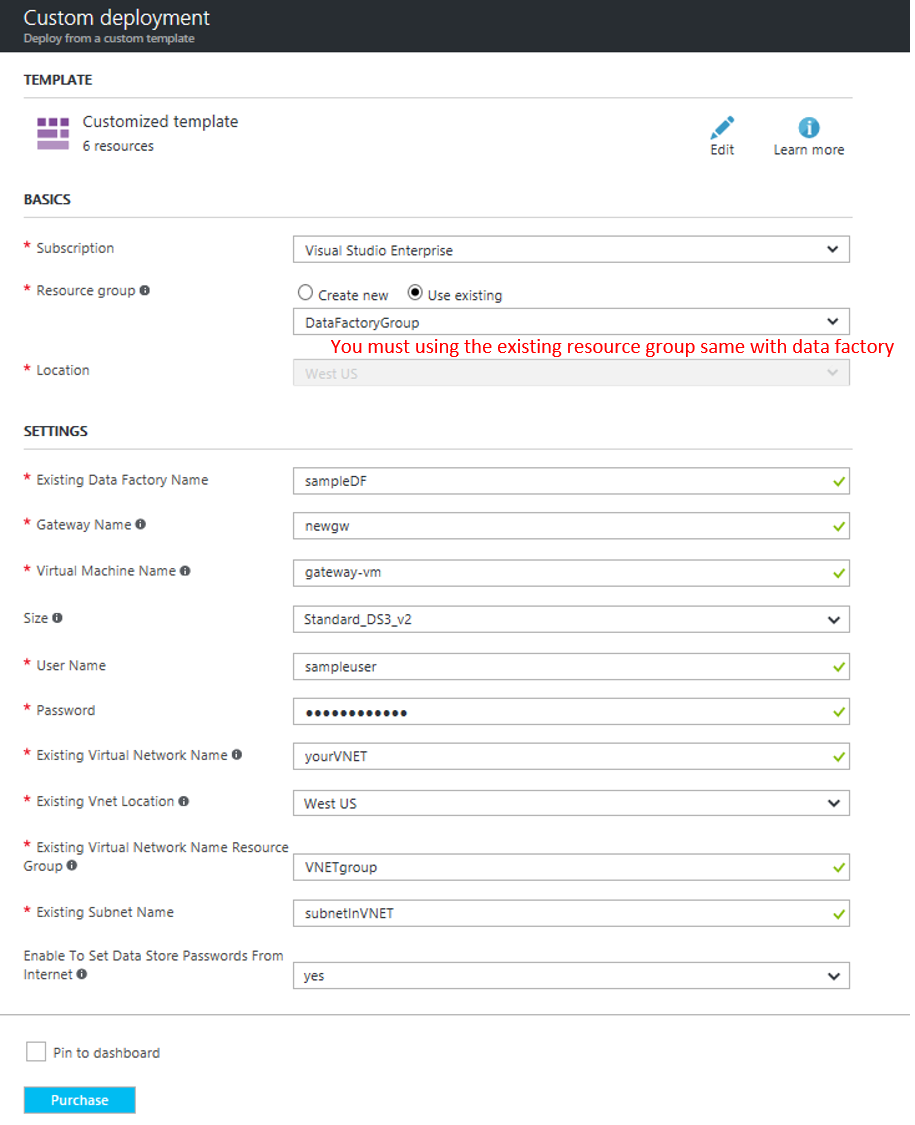 Custom deployment
Deploy from a custom template
TEMPLATE
Customized template
6 resources
Edit
Learn more
BASICS
* Subscription
Visual Studio Enterprise
* Resource group
Create new
Use existing
DataFactoryGroup
You must using the existing resource group same with data factory
* Location
West US
SETTINGS
* Existing Data Factory Name
sampleDF
* Gateway Name
newgw
* Virtual Machine Name
gateway-vm
Size
Standard_DS3_v2
* User Name
sampleuser
* Password
••••••••••••
* Existing Virtual Network Name
yourVNET
* Existing Vnet Location
West US
* Existing Virtual Network Name Resource
Group
VNETgroup
* Existing Subnet Name
subnetInVNET
Enable To Set Data Store Passwords From
Internet
yes
Pin to dashboard
Purchase